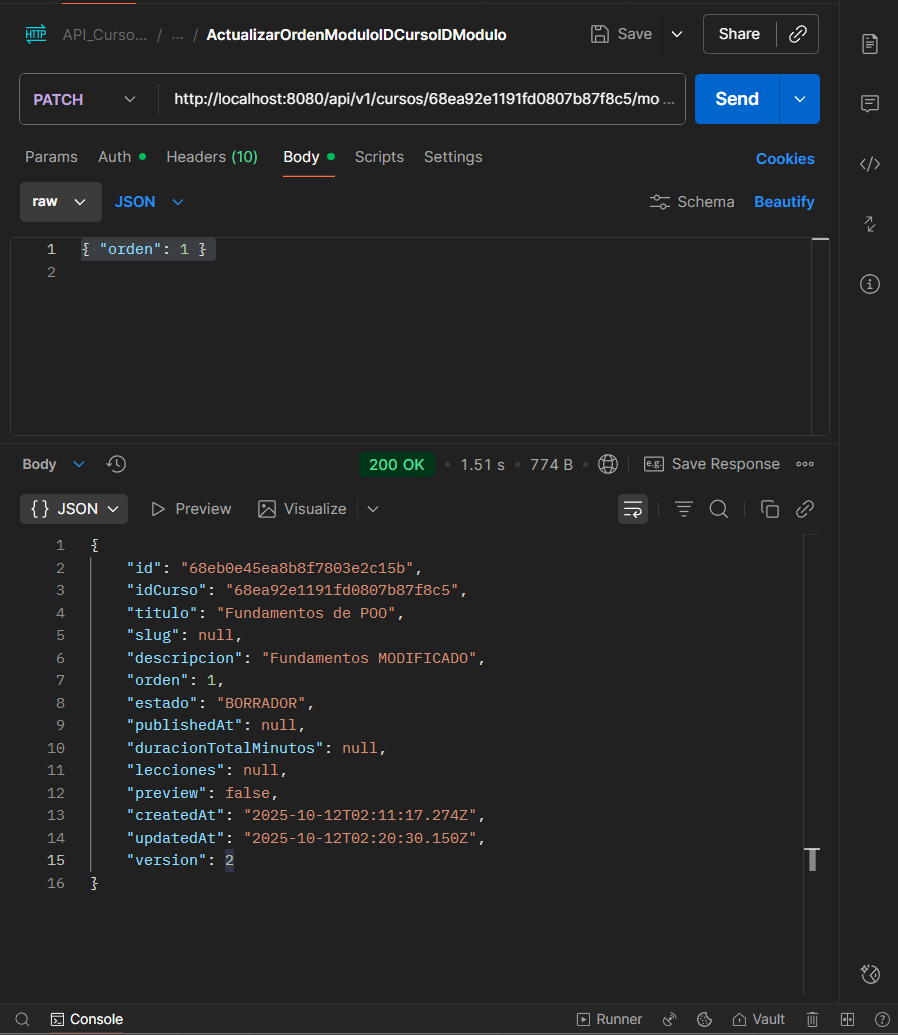 HTTP API_Curso... / ... / ActualizarOrdenModuloIDCursoIDModulo Save Share
PATCH http://localhost:8080/api/v1/cursos/68ea92e1191fd0807b87f8c5/mo ... Send
Params Auth Headers (10) Body Scripts Settings Cookies
raw JSON Schema Beautify
1 { "orden": 1 }
2
Body 200 OK • 1.51 s • 774 B • e.g. Save Response
{} JSON Preview Visualize
1 {
2 "id": "68eb0e45ea8b8f7803e2c15b",
3 "idCurso": "68ea92e1191fd0807b87f8c5",
4 "titulo": "Fundamentos de POO",
5 "slug": null,
6 "descripcion": "Fundamentos MODIFICADO",
7 "orden": 1,
8 "estado": "BORRADOR",
9 "publishedAt": null,
10 "duracionTotalMinutos": null,
11 "lecciones": null,
12 "preview": false,
13 "createdAt": "2025-10-12T02:11:17.274Z",
14 "updatedAt": "2025-10-12T02:20:30.150Z",
15 "version": 2
16 }
Console Runner Vault